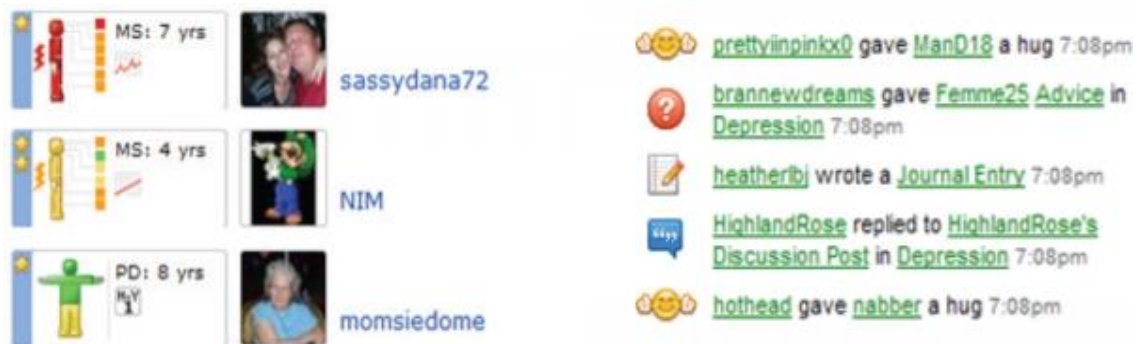 MS: 7 yrs
sassydana72
MS: 4 yrs
NIM
PD: 8 yrs
H&Y
1
momsiedome
prettyiinpinkx0 gave ManD18 a hug 7:08pm
brannewdreams gave Femme25 Advice in
Depression 7:08pm
heatherlbj wrote a Journal Entry 7:08pm
HighlandRose replied to HighlandRose's
Discussion Post in Depression 7:08pm
hothead gave nabber a hug 7:08pm